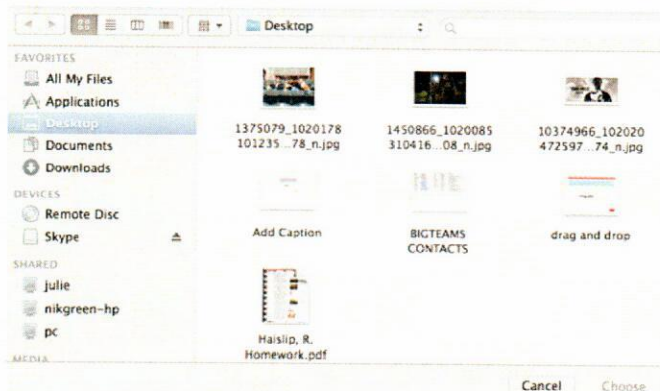 Desktop
FAVORITES
All My Files
Applications
Desktop
Documents
Downloads
DEVICES
Remote Disc
Skype
SHARED
julie
nikgreen-hp
pc
MEDIA
1375079_1020178
101235...78_n.jpg
1450866_1020085
310416...08_n.jpg
10374966_102020
472597...74_n.jpg
Add Caption
BIGTEAMS
CONTACTS
drag and drop
Haislip, R.
Homework.pdf
Cancel Choose